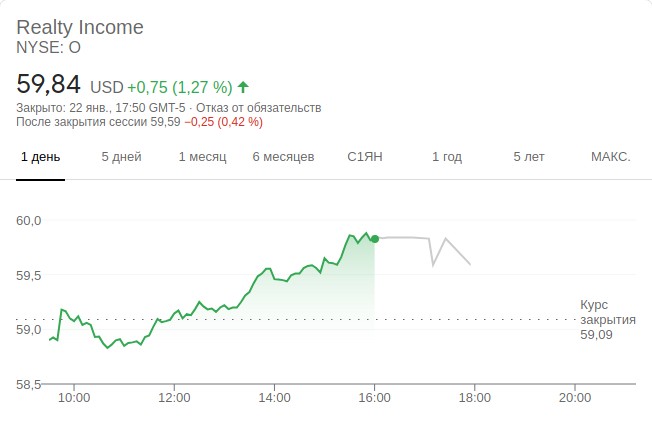 Realty Income
NYSE: O
59,84 USD +0,75 (1,27 %)
Закрыто: 22 янв., 17:50 GMT-5 · Отказ от обязательств
После закрытия сессии 59,59 −0,25 (0,42 %)
1 день 5 дней 1 месяц 6 месяцев С1ЯН 1 год 5 лет МАКС.
60,0
59,5
59,0
58,5
Курс
закрытия
59,09
10:00 12:00 14:00 16:00 18:00 20:00